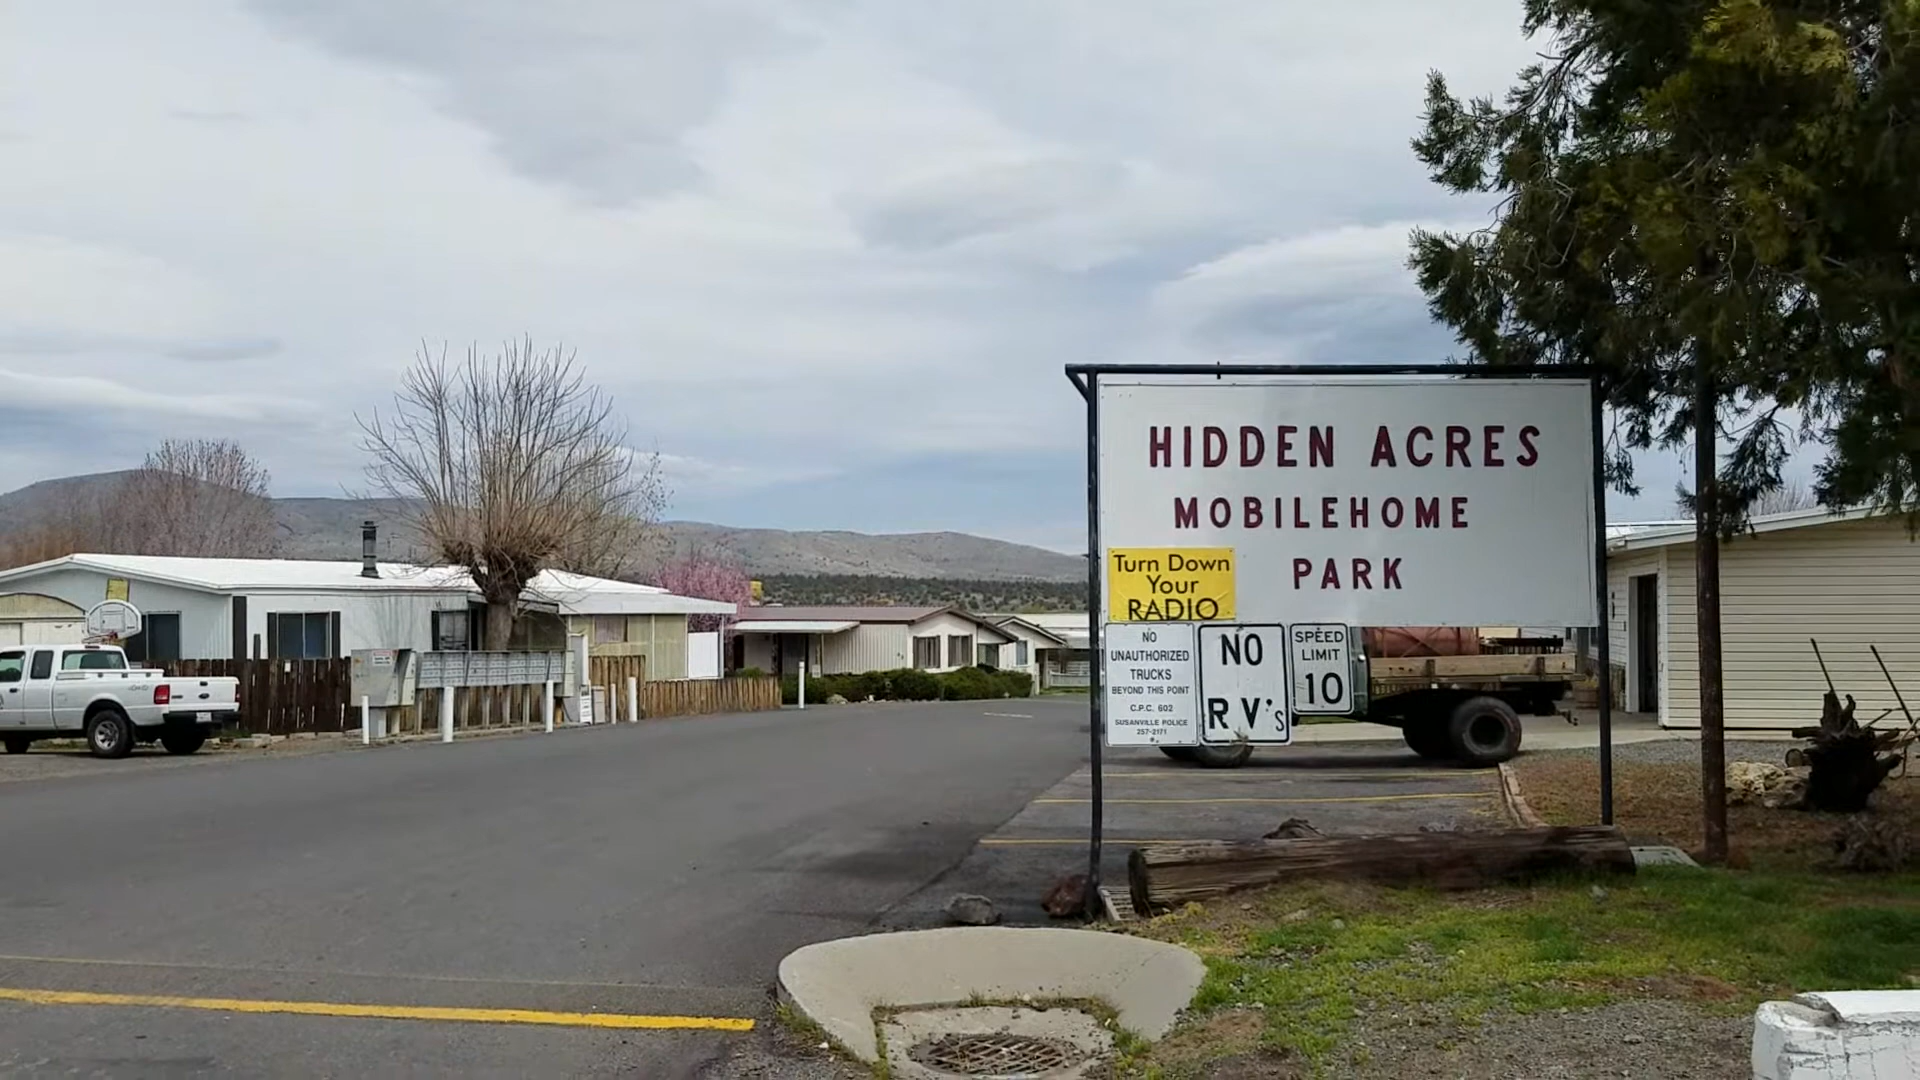 HIDDEN ACRES
MOBILEHOME
PARK
Turn Down
Your
RADIO
NO
UNAUTHORIZED
TRUCKS
BEYOND THIS POINT
C.P.C. 602
SUSANVILLE POLICE
257-2171
NO
RV's
SPEED
LIMIT
10